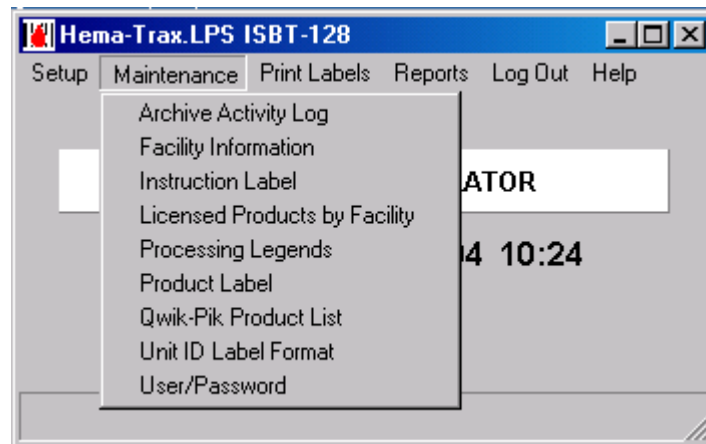 Hema-Trax.LPS ISBT-128
Setup Maintenance Print Labels Reports Log Out Help
Archive Activity Log
Facility Information
Instruction Label
ATOR
Licensed Products by Facility
Processing Legends
4 10:24
Product Label
Qwik-Pik Product List
Unit ID Label Format
User/Password